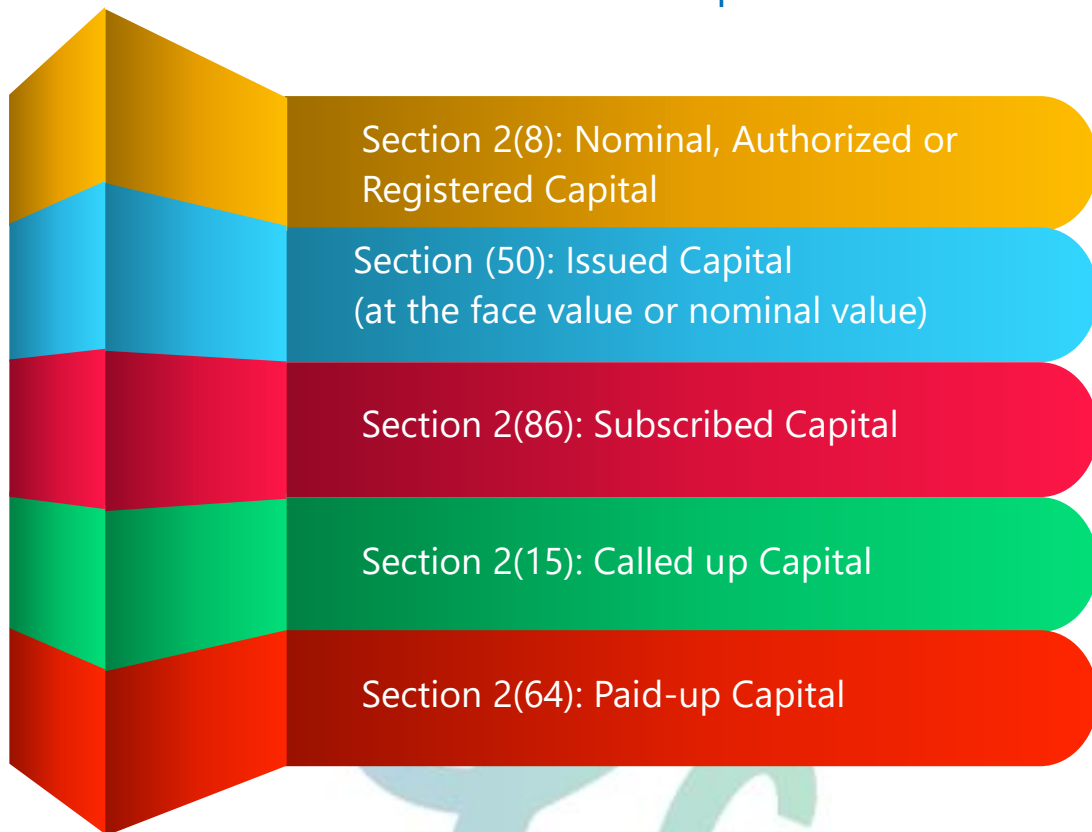 Section 2(8): Nominal, Authorized or
Registered Capital
Section (50): Issued Capital
(at the face value or nominal value)
Section 2(86): Subscribed Capital
Section 2(15): Called up Capital
Section 2(64): Paid-up Capital